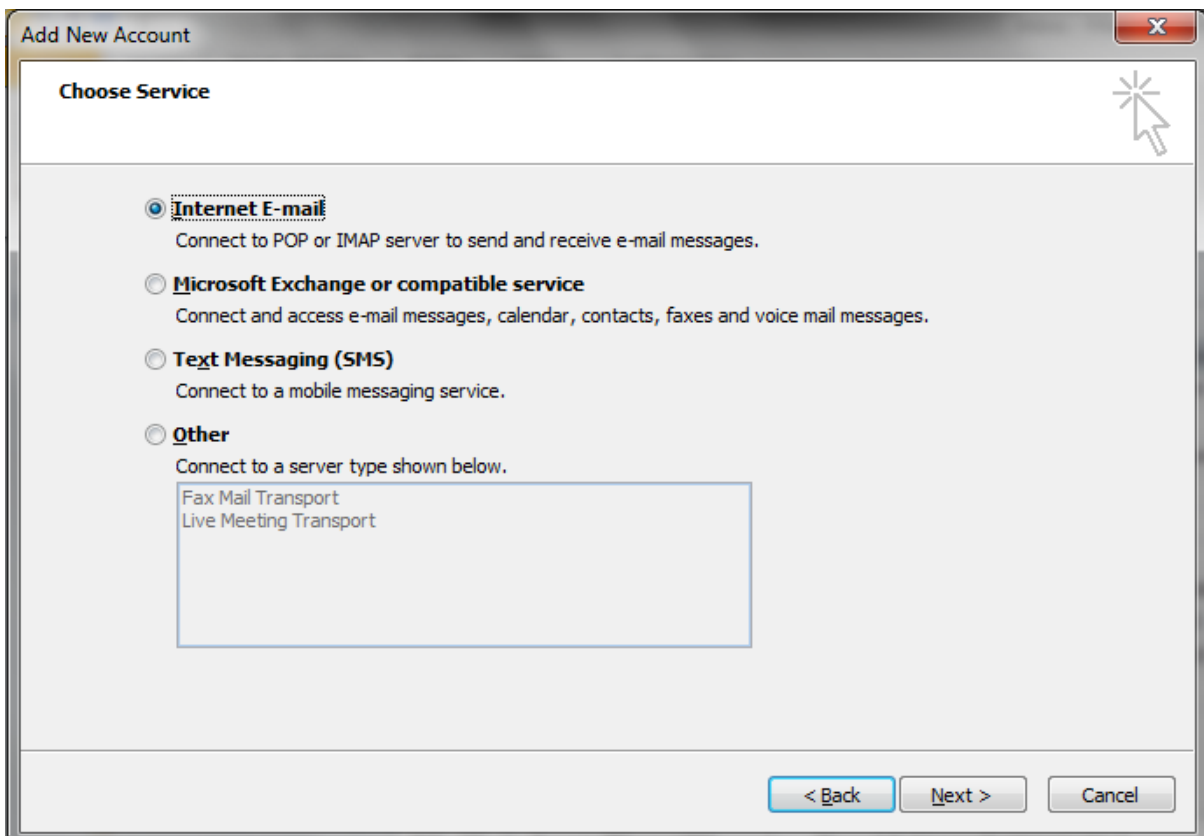 Add New Account
Choose Service
Internet E-mail
Connect to POP or IMAP server to send and receive e-mail messages.
Microsoft Exchange or compatible service
Connect and access e-mail messages, calendar, contacts, faxes and voice mail messages.
Text Messaging (SMS)
Connect to a mobile messaging service.
Other
Connect to a server type shown below.
Fax Mail Transport
Live Meeting Transport
< Back Next > Cancel